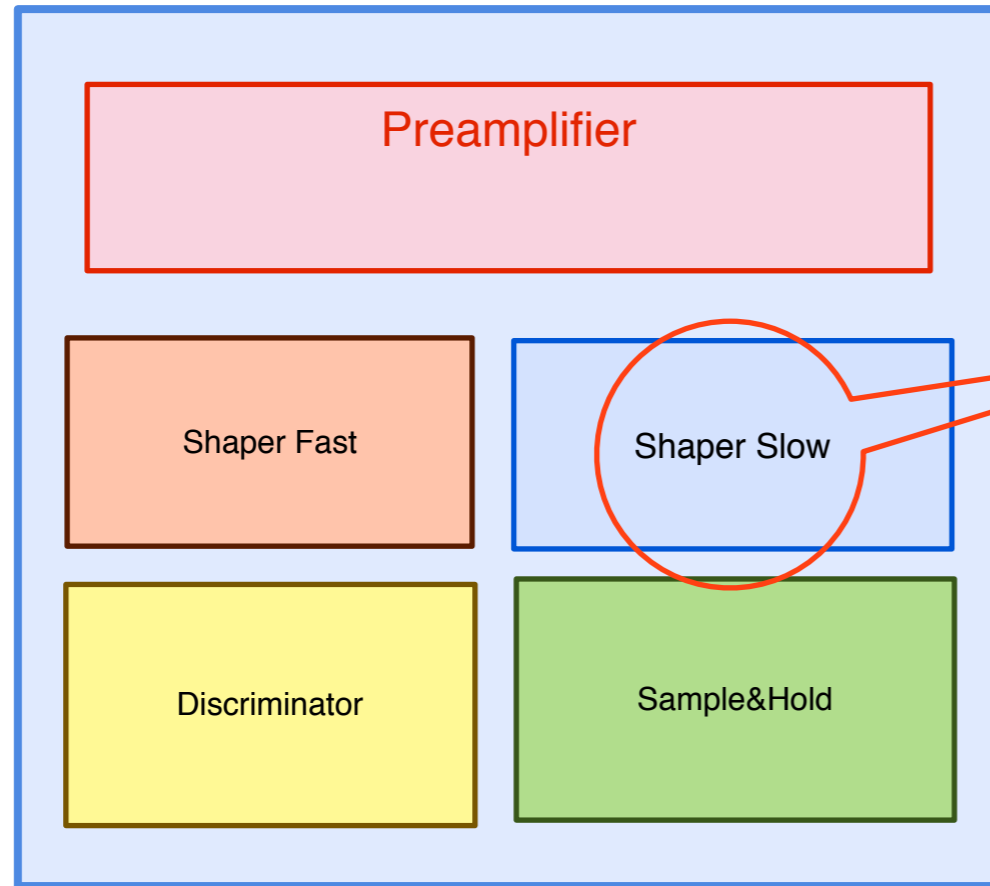 Preamplifier
Shaper Fast
Shaper Slow
Discriminator
Sample&Hold